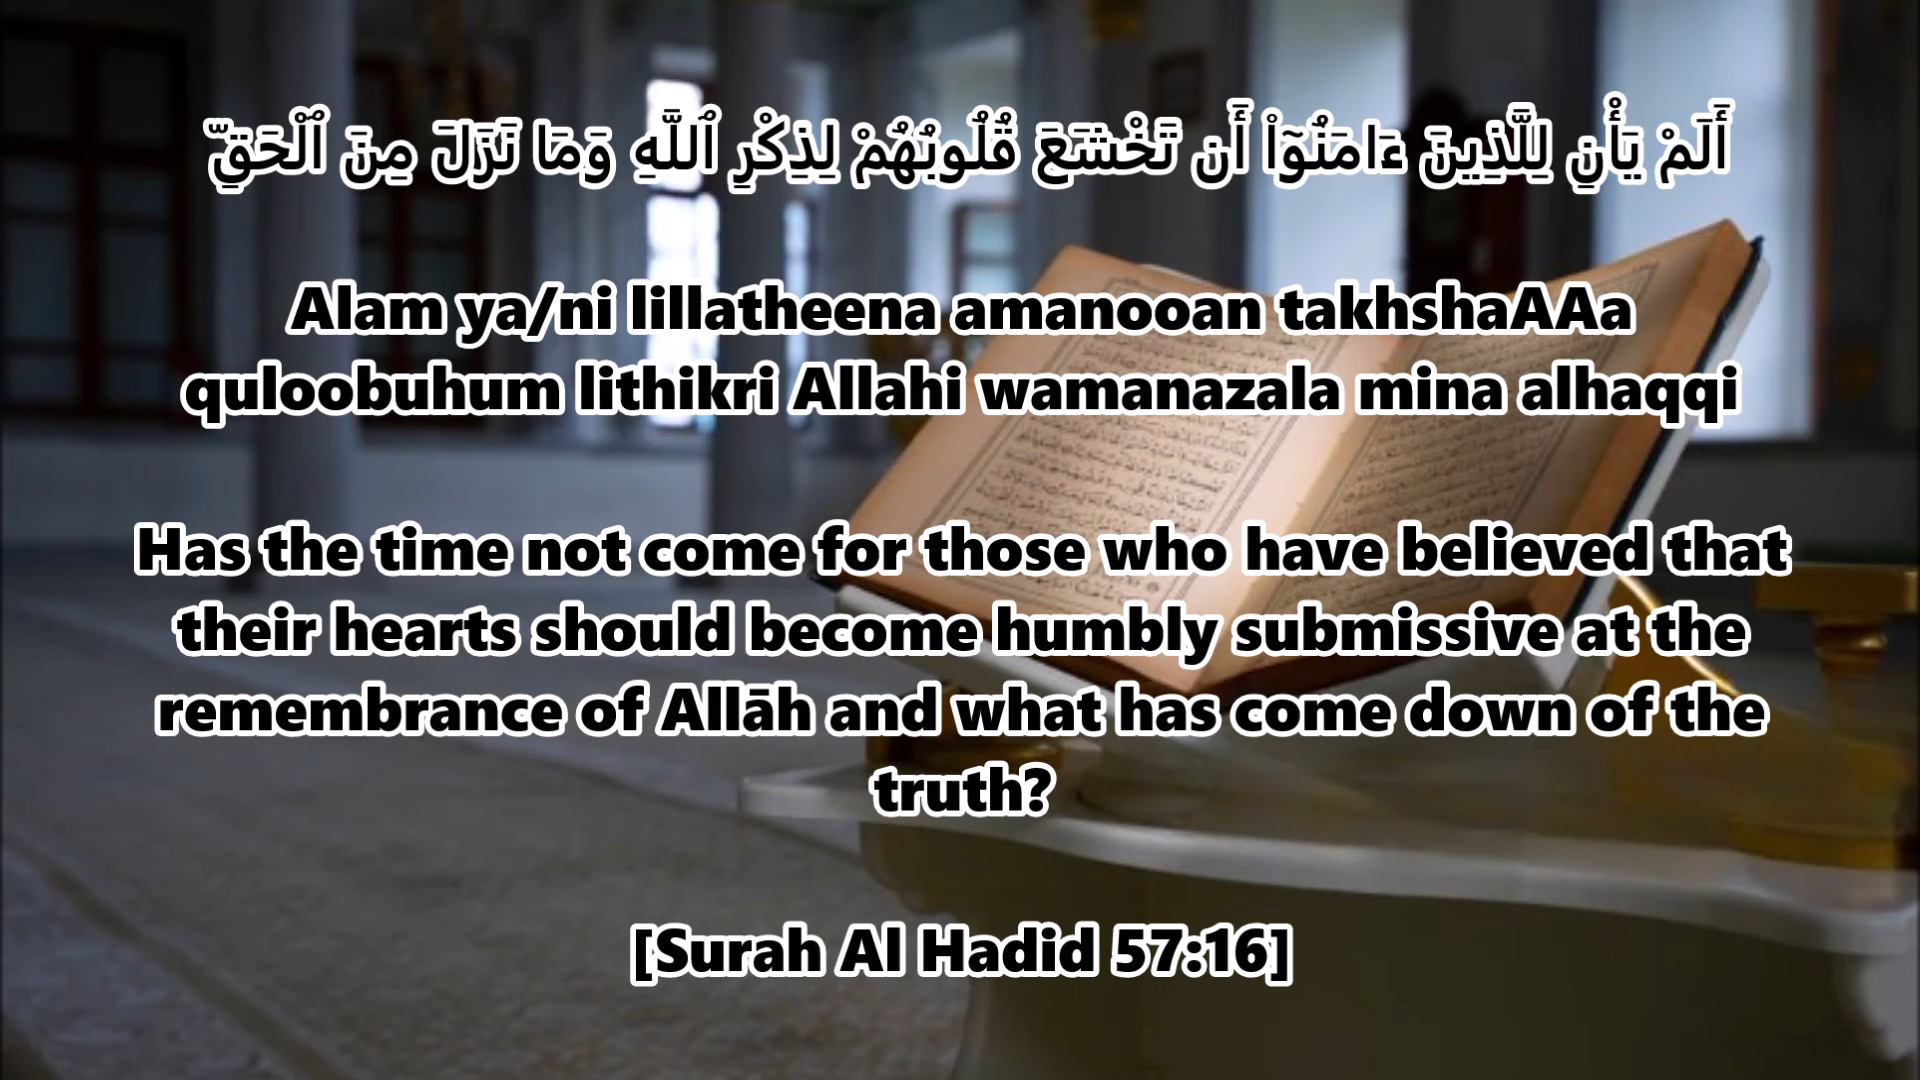 أَلَمْ يَأْنِ لِلَّذِينَ ءَامَنُوٓا۟ أَن تَخْشَعَ قُلُوبُهُمْ لِذِكْرِ ٱللَّهِ وَمَا نَزَلَ مِنَ ٱلْحَقِّ
Alam ya/ni lillatheena amanooan takhshaAAa
quloobuhum lithikri Allahi wamanazala mina alhaqqi
Has the time not come for those who have believed that
their hearts should become humbly submissive at the
remembrance of Allāh and what has come down of the
truth?
[Surah Al Hadid 57:16]